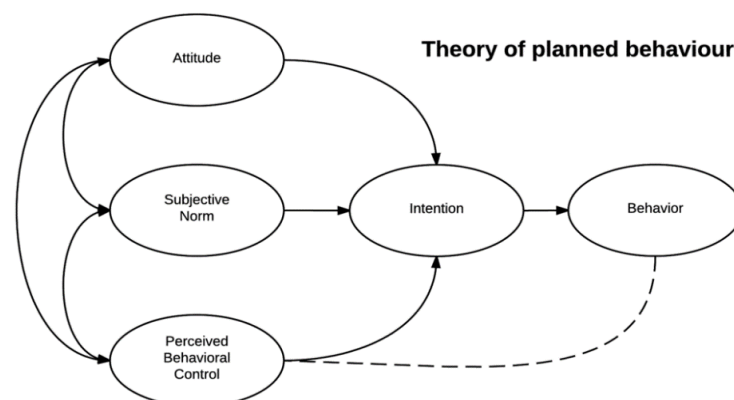 Attitude
Theory of planned behaviour
Subjective
Norm
Intention
Behavior
Perceived
Behavioral
Control